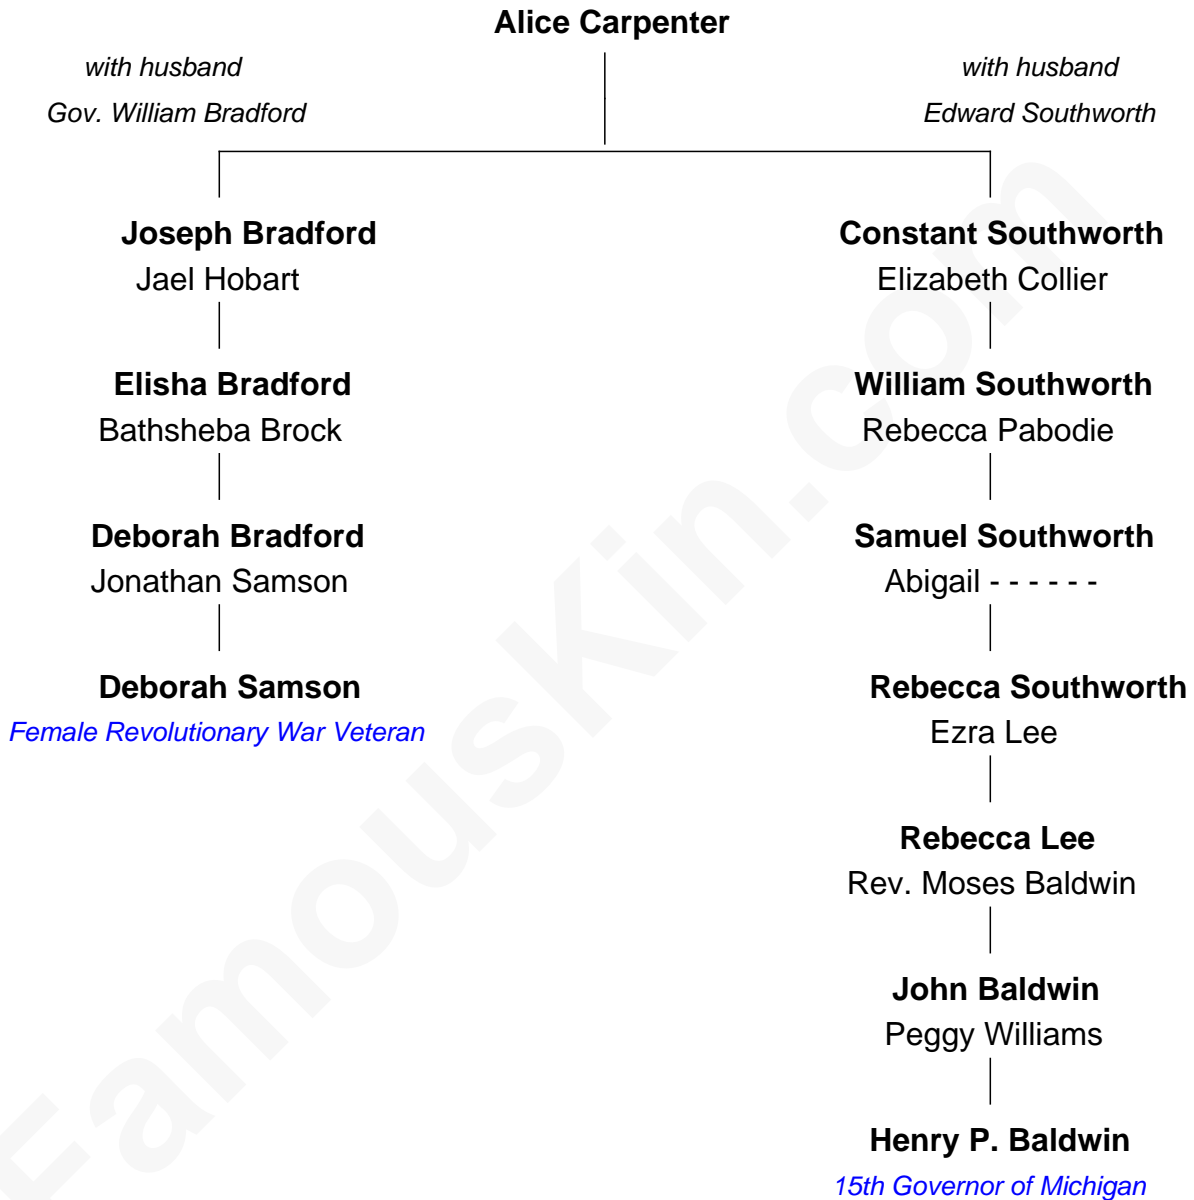 Alice Carpenter
with husband
Gov. William Bradford
with husband
Edward Southworth
Joseph Bradford
Jael Hobart
Elisha Bradford
Bathsheba Brock
Deborah Bradford
Jonathan Samson
Deborah Samson
Female Revolutionary War Veteran
Constant Southworth
Elizabeth Collier
William Southworth
Rebecca Pabodie
Samuel Southworth
Abigail - - - - - -
Rebecca Southworth
Ezra Lee
Rebecca Lee
Rev. Moses Baldwin
John Baldwin
Peggy Williams
Henry P. Baldwin
15th Governor of Michigan
FamousKin.com